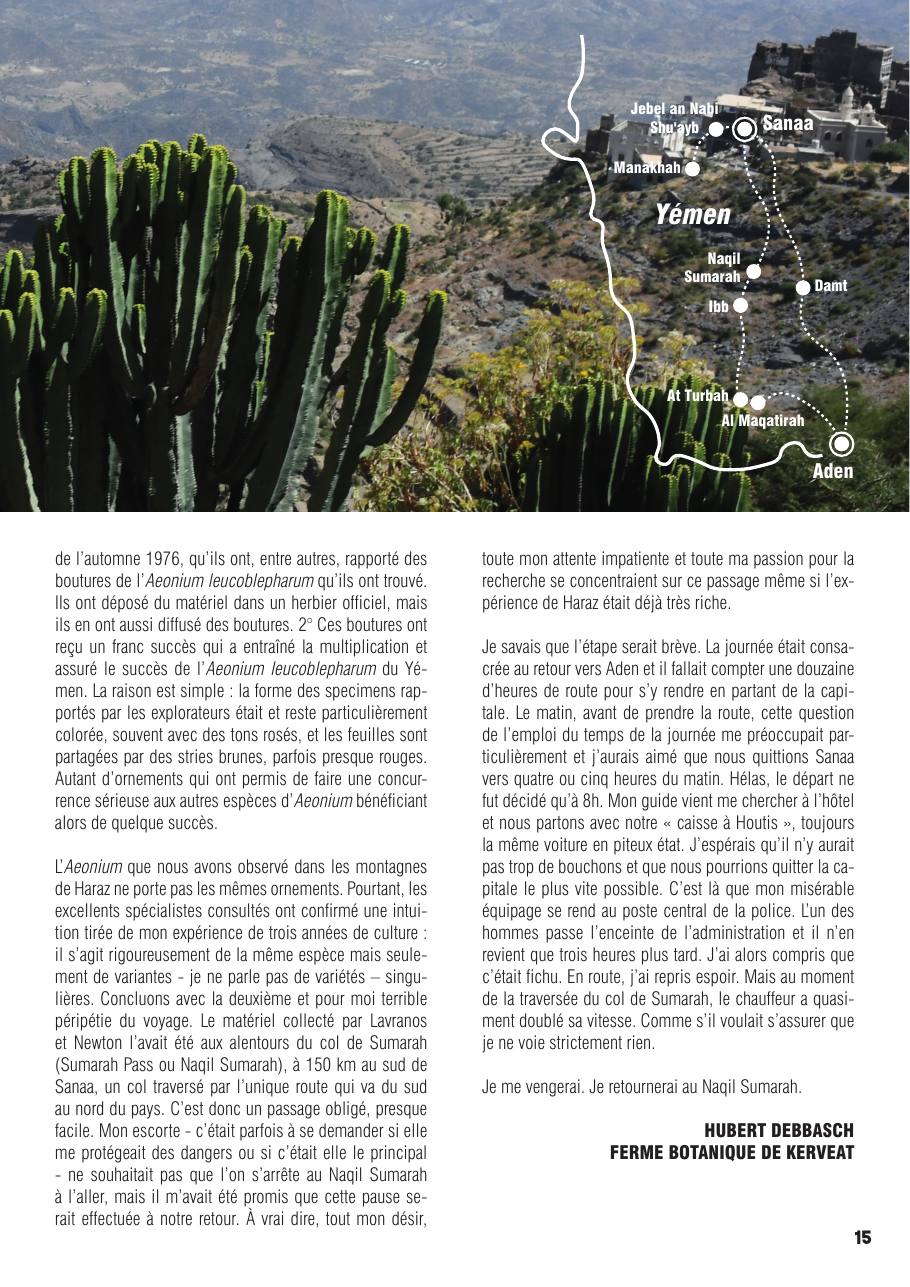 Jebel an Nabi
Shu'ayb
Sanaa
Manakhah
Yémen
Naqil
Sumarah
Damt
Ibb
At Turbah
Al Maqatirah
Aden
de l’automne 1976, qu’ils ont, entre autres, rapporté des
boutures de l’Aeonium leucoblepharum qu’ils ont trouvé.
Ils ont déposé du matériel dans un herbier officiel, mais
ils en ont aussi diffusé des boutures. 2° Ces boutures ont
reçu un franc succès qui a entraîné la multiplication et
assuré le succès de l’Aeonium leucoblepharum du Yé-
men. La raison est simple : la forme des specimens rap-
portés par les explorateurs était et reste particulièrement
colorée, souvent avec des tons rosés, et les feuilles sont
partagées par des stries brunes, parfois presque rouges.
Autant d’ornements qui ont permis de faire une concur-
rence sérieuse aux autres espèces d’Aeonium bénéficiant
alors de quelque succès.
L’Aeonium que nous avons observé dans les montagnes
de Haraz ne porte pas les mêmes ornements. Pourtant, les
excellents spécialistes consultés ont confirmé une intui-
tion tirée de mon expérience de trois années de culture :
il s’agit rigoureusement de la même espèce mais seule-
ment de variantes - je ne parle pas de variétés – singu-
lières. Concluons avec la deuxième et pour moi terrible
péripétie du voyage. Le matériel collecté par Lavranos
et Newton l’avait été aux alentours du col de Sumarah
(Sumarah Pass ou Naqil Sumarah), à 150 km au sud de
Sanaa, un col traversé par l’unique route qui va du sud
au nord du pays. C’est donc un passage obligé, presque
facile. Mon escorte - c’était parfois à se demander si elle
me protégeait des dangers ou si c’était elle le principal
- ne souhaitait pas que l’on s’arrête au Naqil Sumarah
à l’aller, mais il m’avait été promis que cette pause se-
rait effectuée à notre retour. À vrai dire, tout mon désir,
toute mon attente impatiente et toute ma passion pour la
recherche se concentraient sur ce passage même si l’ex-
périence de Haraz était déjà très riche.
Je savais que l’étape serait brève. La journée était consa-
crée au retour vers Aden et il fallait compter une douzaine
d’heures de route pour s’y rendre en partant de la capi-
tale. Le matin, avant de prendre la route, cette question
de l’emploi du temps de la journée me préoccupait par-
ticulièrement et j’aurais aimé que nous quittions Sanaa
vers quatre ou cinq heures du matin. Hélas, le départ ne
fut décidé qu’à 8h. Mon guide vient me chercher à l’hôtel
et nous partons avec notre « caisse à Houtis », toujours
la même voiture en piteux état. J’espérais qu’il n’y aurait
pas trop de bouchons et que nous pourrions quitter la ca-
pitale le plus vite possible. C’est là que mon misérable
équipage se rend au poste central de la police. L’un des
hommes passe l’enceinte de l’administration et il n’en
revient que trois heures plus tard. J’ai alors compris que
c’était fichu. En route, j’ai repris espoir. Mais au moment
de la traversée du col de Sumarah, le chauffeur a quasi-
ment doublé sa vitesse. Comme s’il voulait s’assurer que
je ne voie strictement rien.
Je me vengerai. Je retournerai au Naqil Sumarah.
HUBERT DEBBASCH
FERME BOTANIQUE DE KERVEAT
15